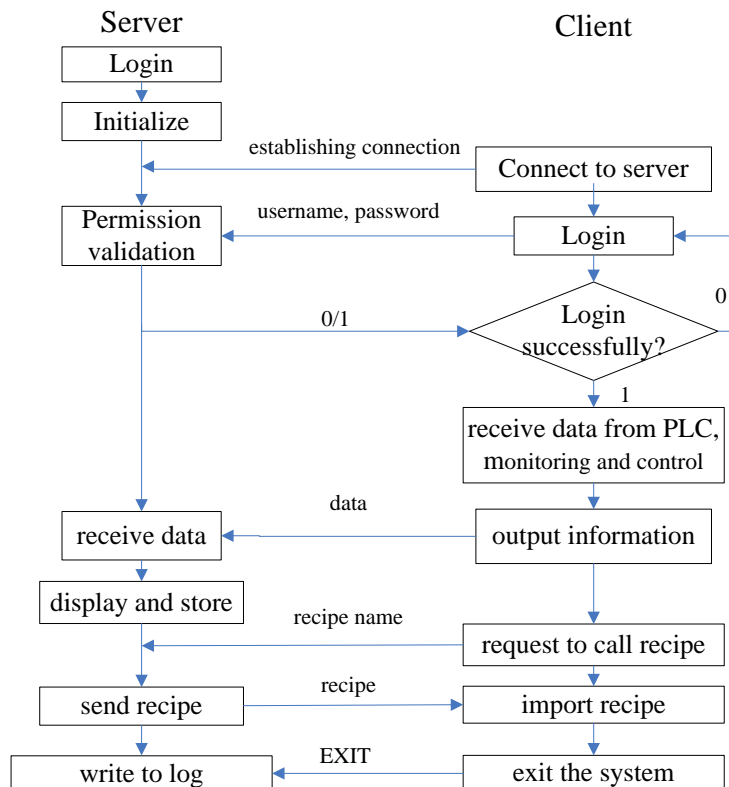 Server
Client
Login
Initialize
establishing connection
Connect to server
Permission
validation
username, password
Login
0
0/1
Login
successfully?
1
receive data from PLC,
monitoring and control
data
receive data
output information
display and store
recipe name
request to call recipe
recipe
send recipe
import recipe
EXIT
write to log
exit the system